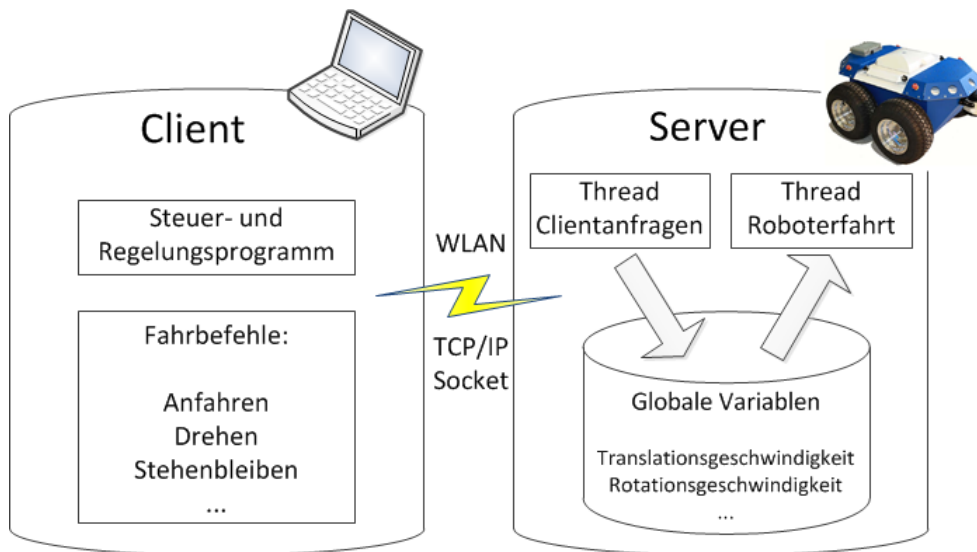 Client
Steuer- und
Regelungsprogramm
Fahrbefehle:
Anfahren
Drehen
Stehenbleiben
...
WLAN
TCP/IP
Socket
Server
Thread
Clientanfragen
Thread
Roboterfahrt
Globale Variablen
Translationsgeschwindigkeit
Rotationsgeschwindigkeit
...